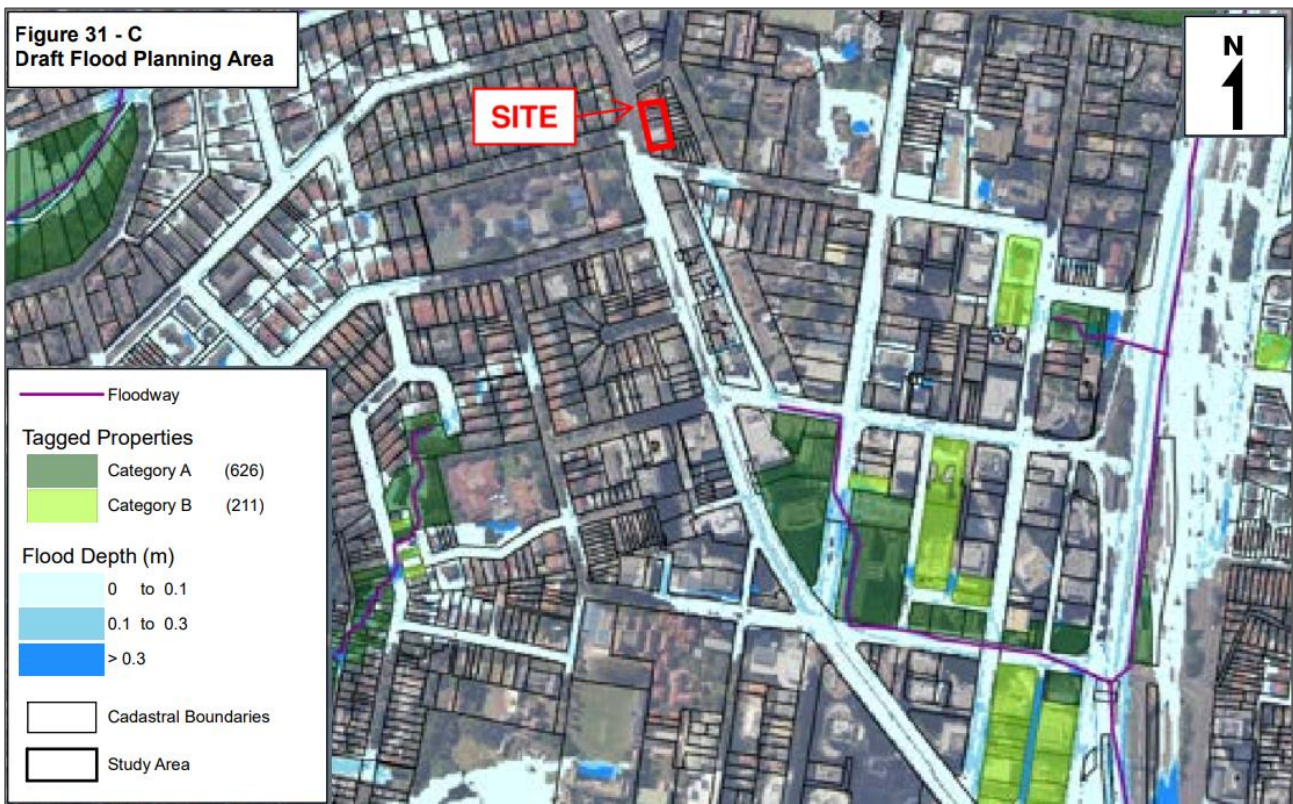 Figure 31 - C
Draft Flood Planning Area
N
SITE
Floodway
Tagged Properties
Category A (626)
Category B (211)
Flood Depth (m)
0 to 0.1
0.1 to 0.3
> 0.3
Cadastral Boundaries
Study Area